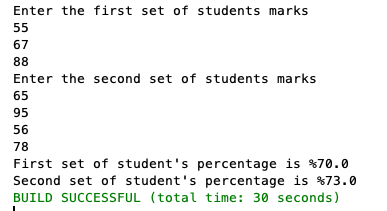 Enter the first set of students marks
55
67
88
Enter the second set of students marks
65
95
56
78
First set of student's percentage is %70.0
Second set of student's percentage is %73.0
BUILD SUCCESSFUL (total time: 30 seconds)